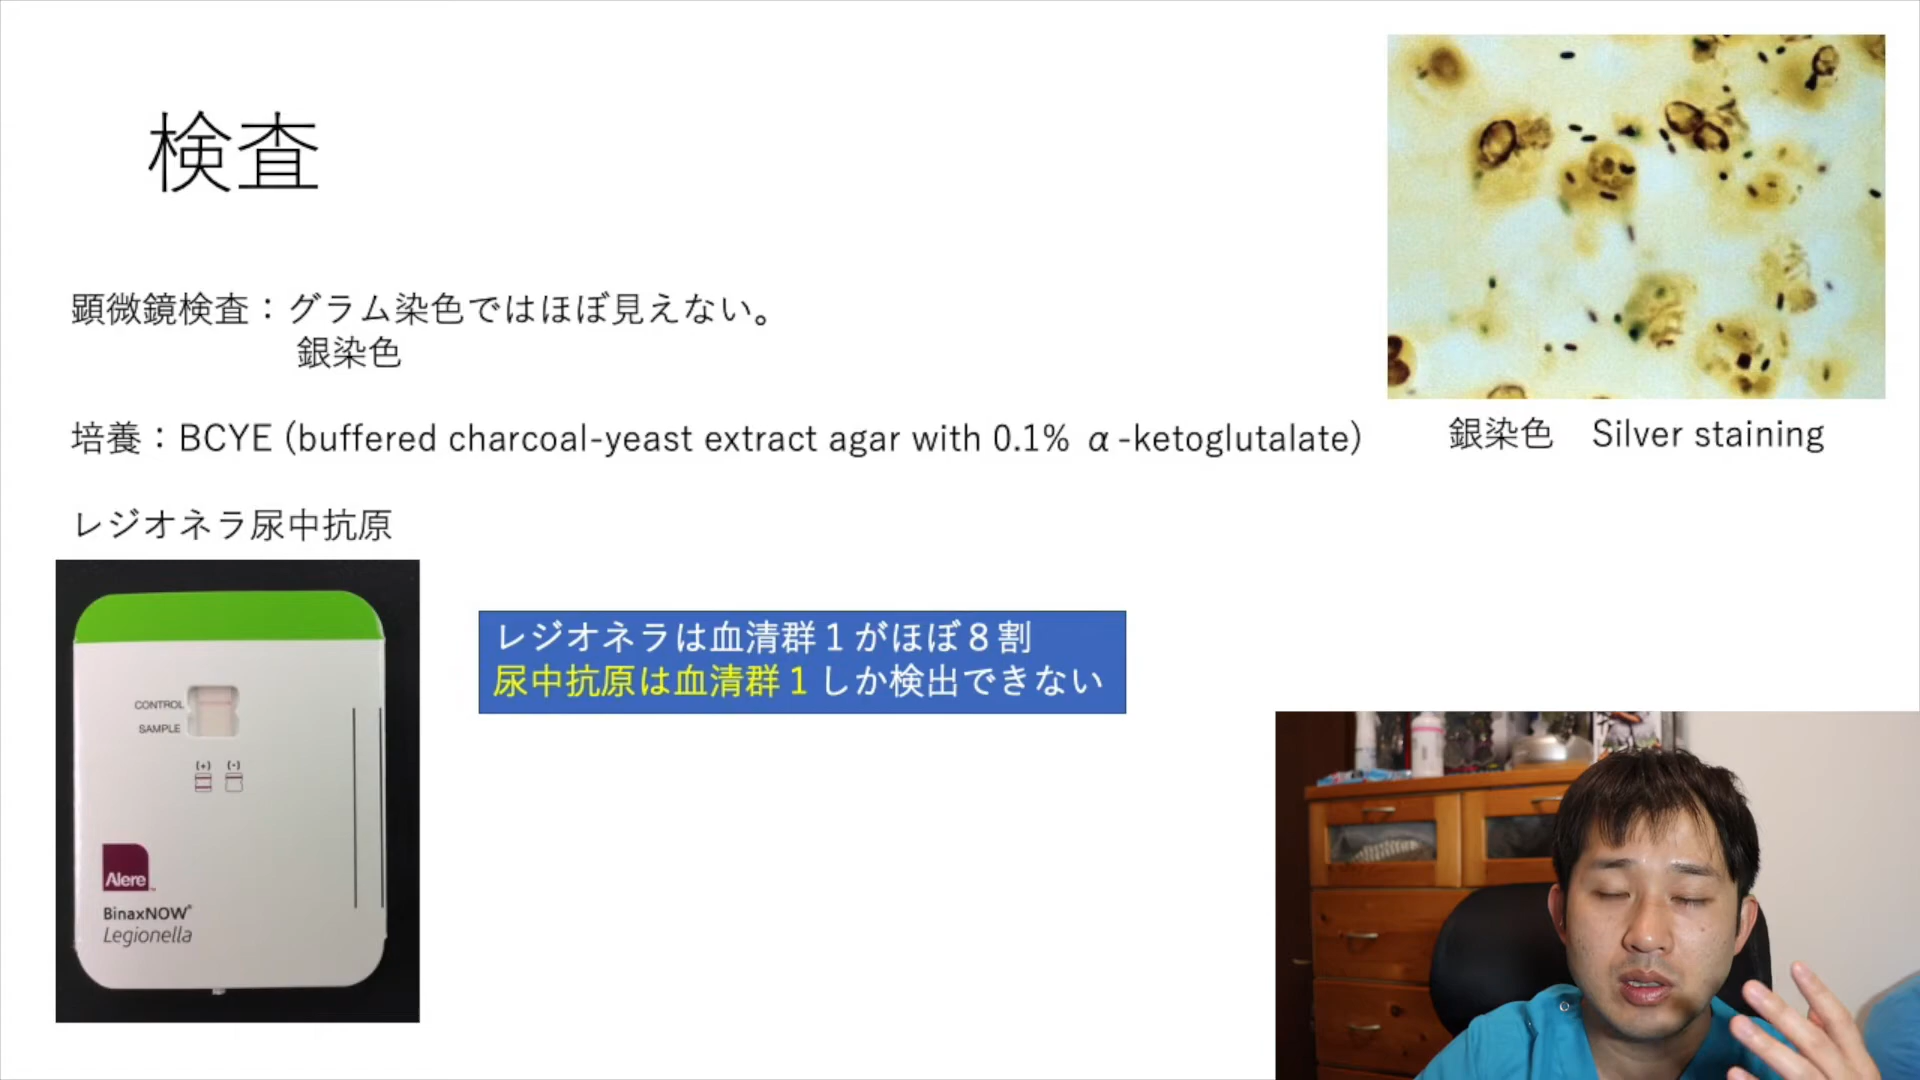 検査
顕微鏡検査：グラム染色ではほぼ見えない。
銀染色
培養：BCYE (buffered charcoal-yeast extract agar with 0.1% α-ketoglutalate)
銀染色　Silver staining
レジオネラ尿中抗原
レジオネラは血清群１がほぼ８割
尿中抗原は血清群１しか検出できない
CONTROL
SAMPLE
(+) (-)
Alere™
BinaxNOW®
Legionella